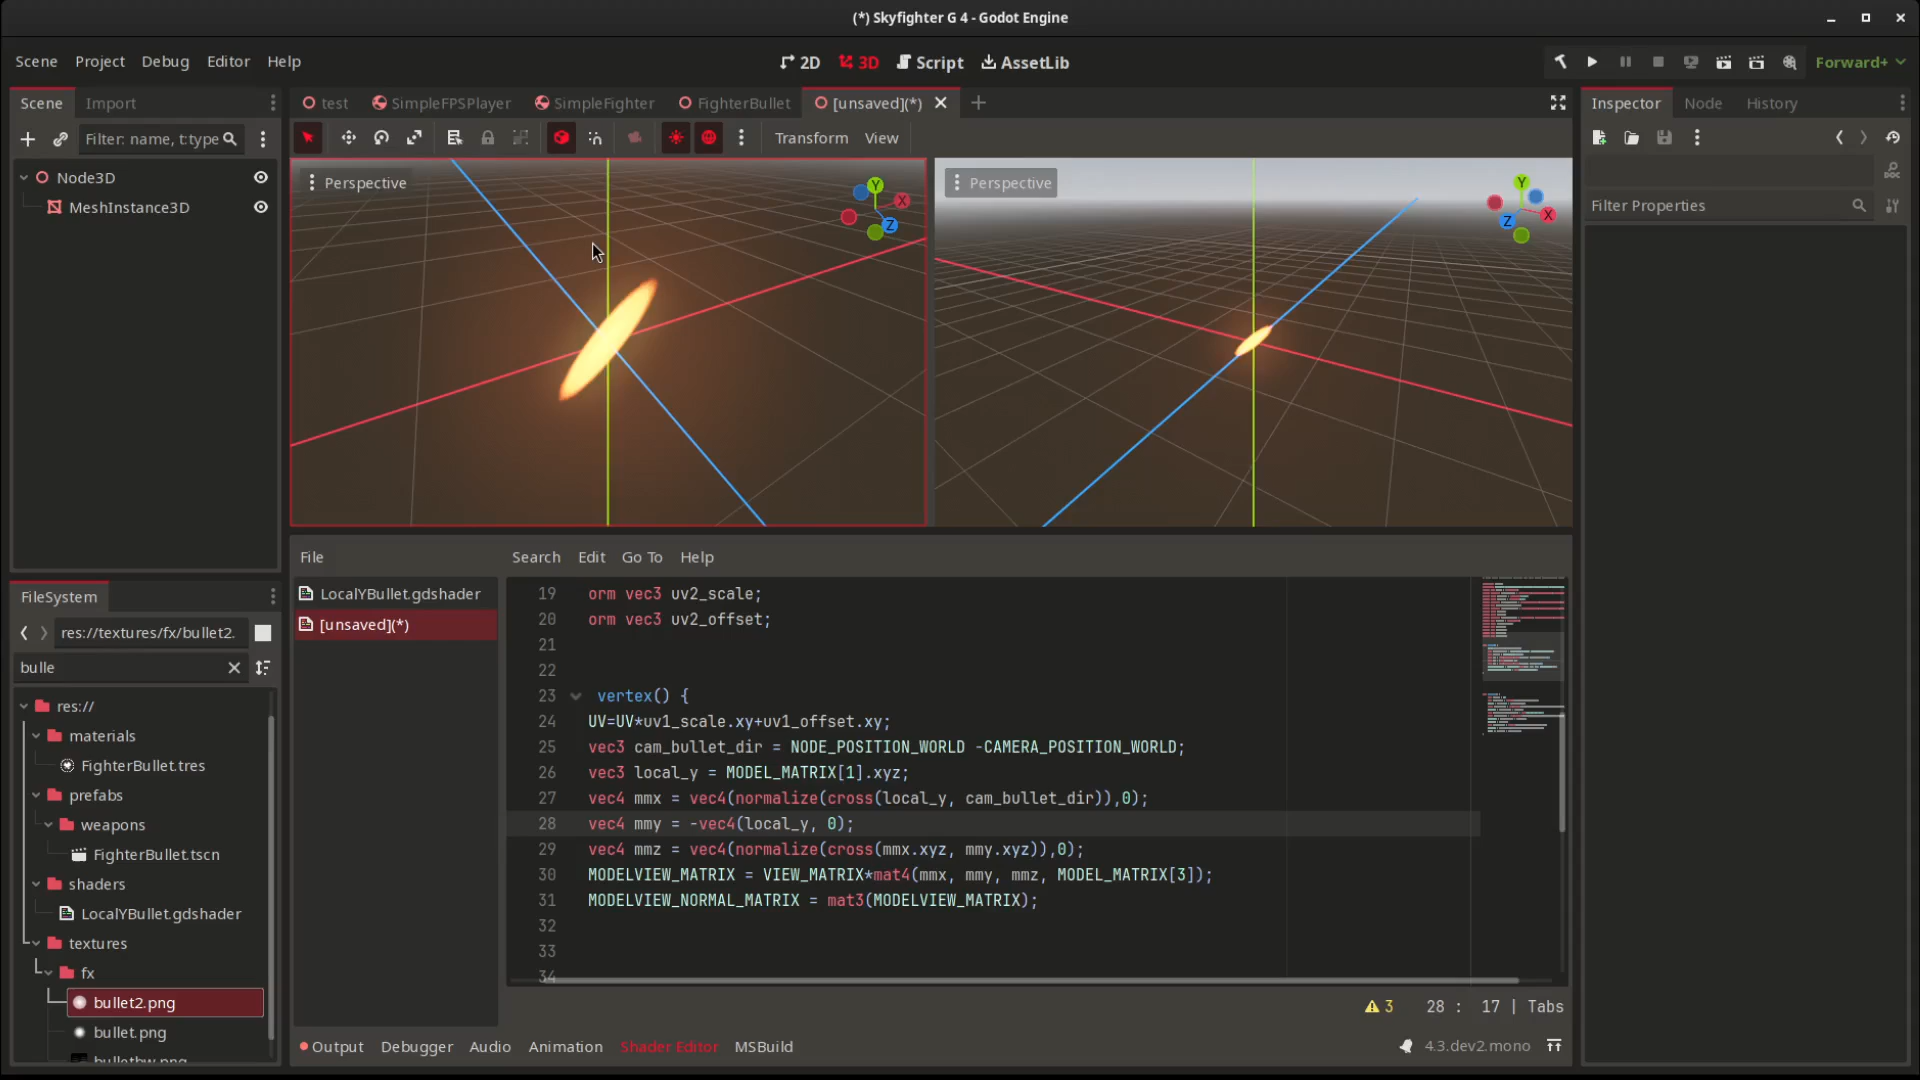 (*) Skyfighter G 4 - Godot Engine
Scene Project Debug Editor Help
2D 3D Script AssetLib
Forward+
Scene Import
test SimpleFPSPlayer SimpleFighter FighterBullet [unsaved](*)
Inspector Node History
Filter: name, t:type
Transform View
Node3D
MeshInstance3D
Perspective
Y X Z
Perspective
Y X Z
Filter Properties
FileSystem
res://textures/fx/bullet2.
bulle
res://
materials
FighterBullet.tres
prefabs
weapons
FighterBullet.tscn
shaders
LocalYBullet.gdshader
textures
fx
bullet2.png
bullet.png
bulletbw.png
File Search Edit Go To Help
LocalYBullet.gdshader
[unsaved](*)
19 orm vec3 uv2_scale;
20 orm vec3 uv2_offset;
21
22
23 vertex() {
24 UV=UV*uv1_scale.xy+uv1_offset.xy;
25 vec3 cam_bullet_dir = NODE_POSITION_WORLD -CAMERA_POSITION_WORLD;
26 vec3 local_y = MODEL_MATRIX[1].xyz;
27 vec4 mmx = vec4(normalize(cross(local_y, cam_bullet_dir)),0);
28 vec4 mmy = -vec4(local_y, 0);
29 vec4 mmz = vec4(normalize(cross(mmx.xyz, mmy.xyz)),0);
30 MODELVIEW_MATRIX = VIEW_MATRIX*mat4(mmx, mmy, mmz, MODEL_MATRIX[3]);
31 MODELVIEW_NORMAL_MATRIX = mat3(MODELVIEW_MATRIX);
32
33
34
3 28 : 17 | Tabs
Output Debugger Audio Animation Shader Editor MSBuild
4.3.dev2.mono